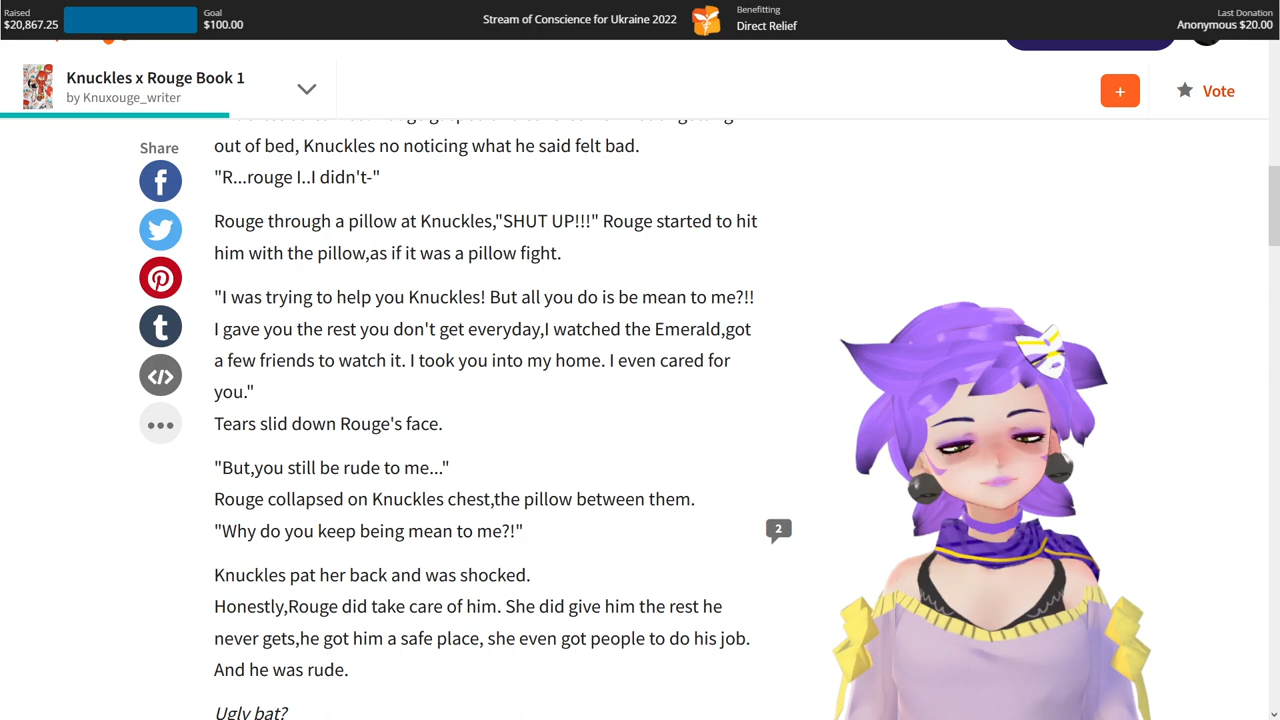 Raised
$20,867.25
Goal
$100.00
Stream of Conscience for Ukraine 2022
Benefitting
Direct Relief
Last Donation
Anonymous $20.00
Knuckles x Rouge Book 1
by Knuxouge_writer
+
Vote
Share
out of bed, Knuckles no noticing what he said felt bad.
"R...rouge I..I didn't-"
Rouge through a pillow at Knuckles,"SHUT UP!!!" Rouge started to hit
him with the pillow,as if it was a pillow fight.
"I was trying to help you Knuckles! But all you do is be mean to me?!!
I gave you the rest you don't get everyday,I watched the Emerald,got
a few friends to watch it. I took you into my home. I even cared for
you."
Tears slid down Rouge's face.
"But,you still be rude to me..."
Rouge collapsed on Knuckles chest,the pillow between them.
"Why do you keep being mean to me?!"
2
Knuckles pat her back and was shocked.
Honestly,Rouge did take care of him. She did give him the rest he
never gets,he got him a safe place, she even got people to do his job.
And he was rude.
Ugly bat?